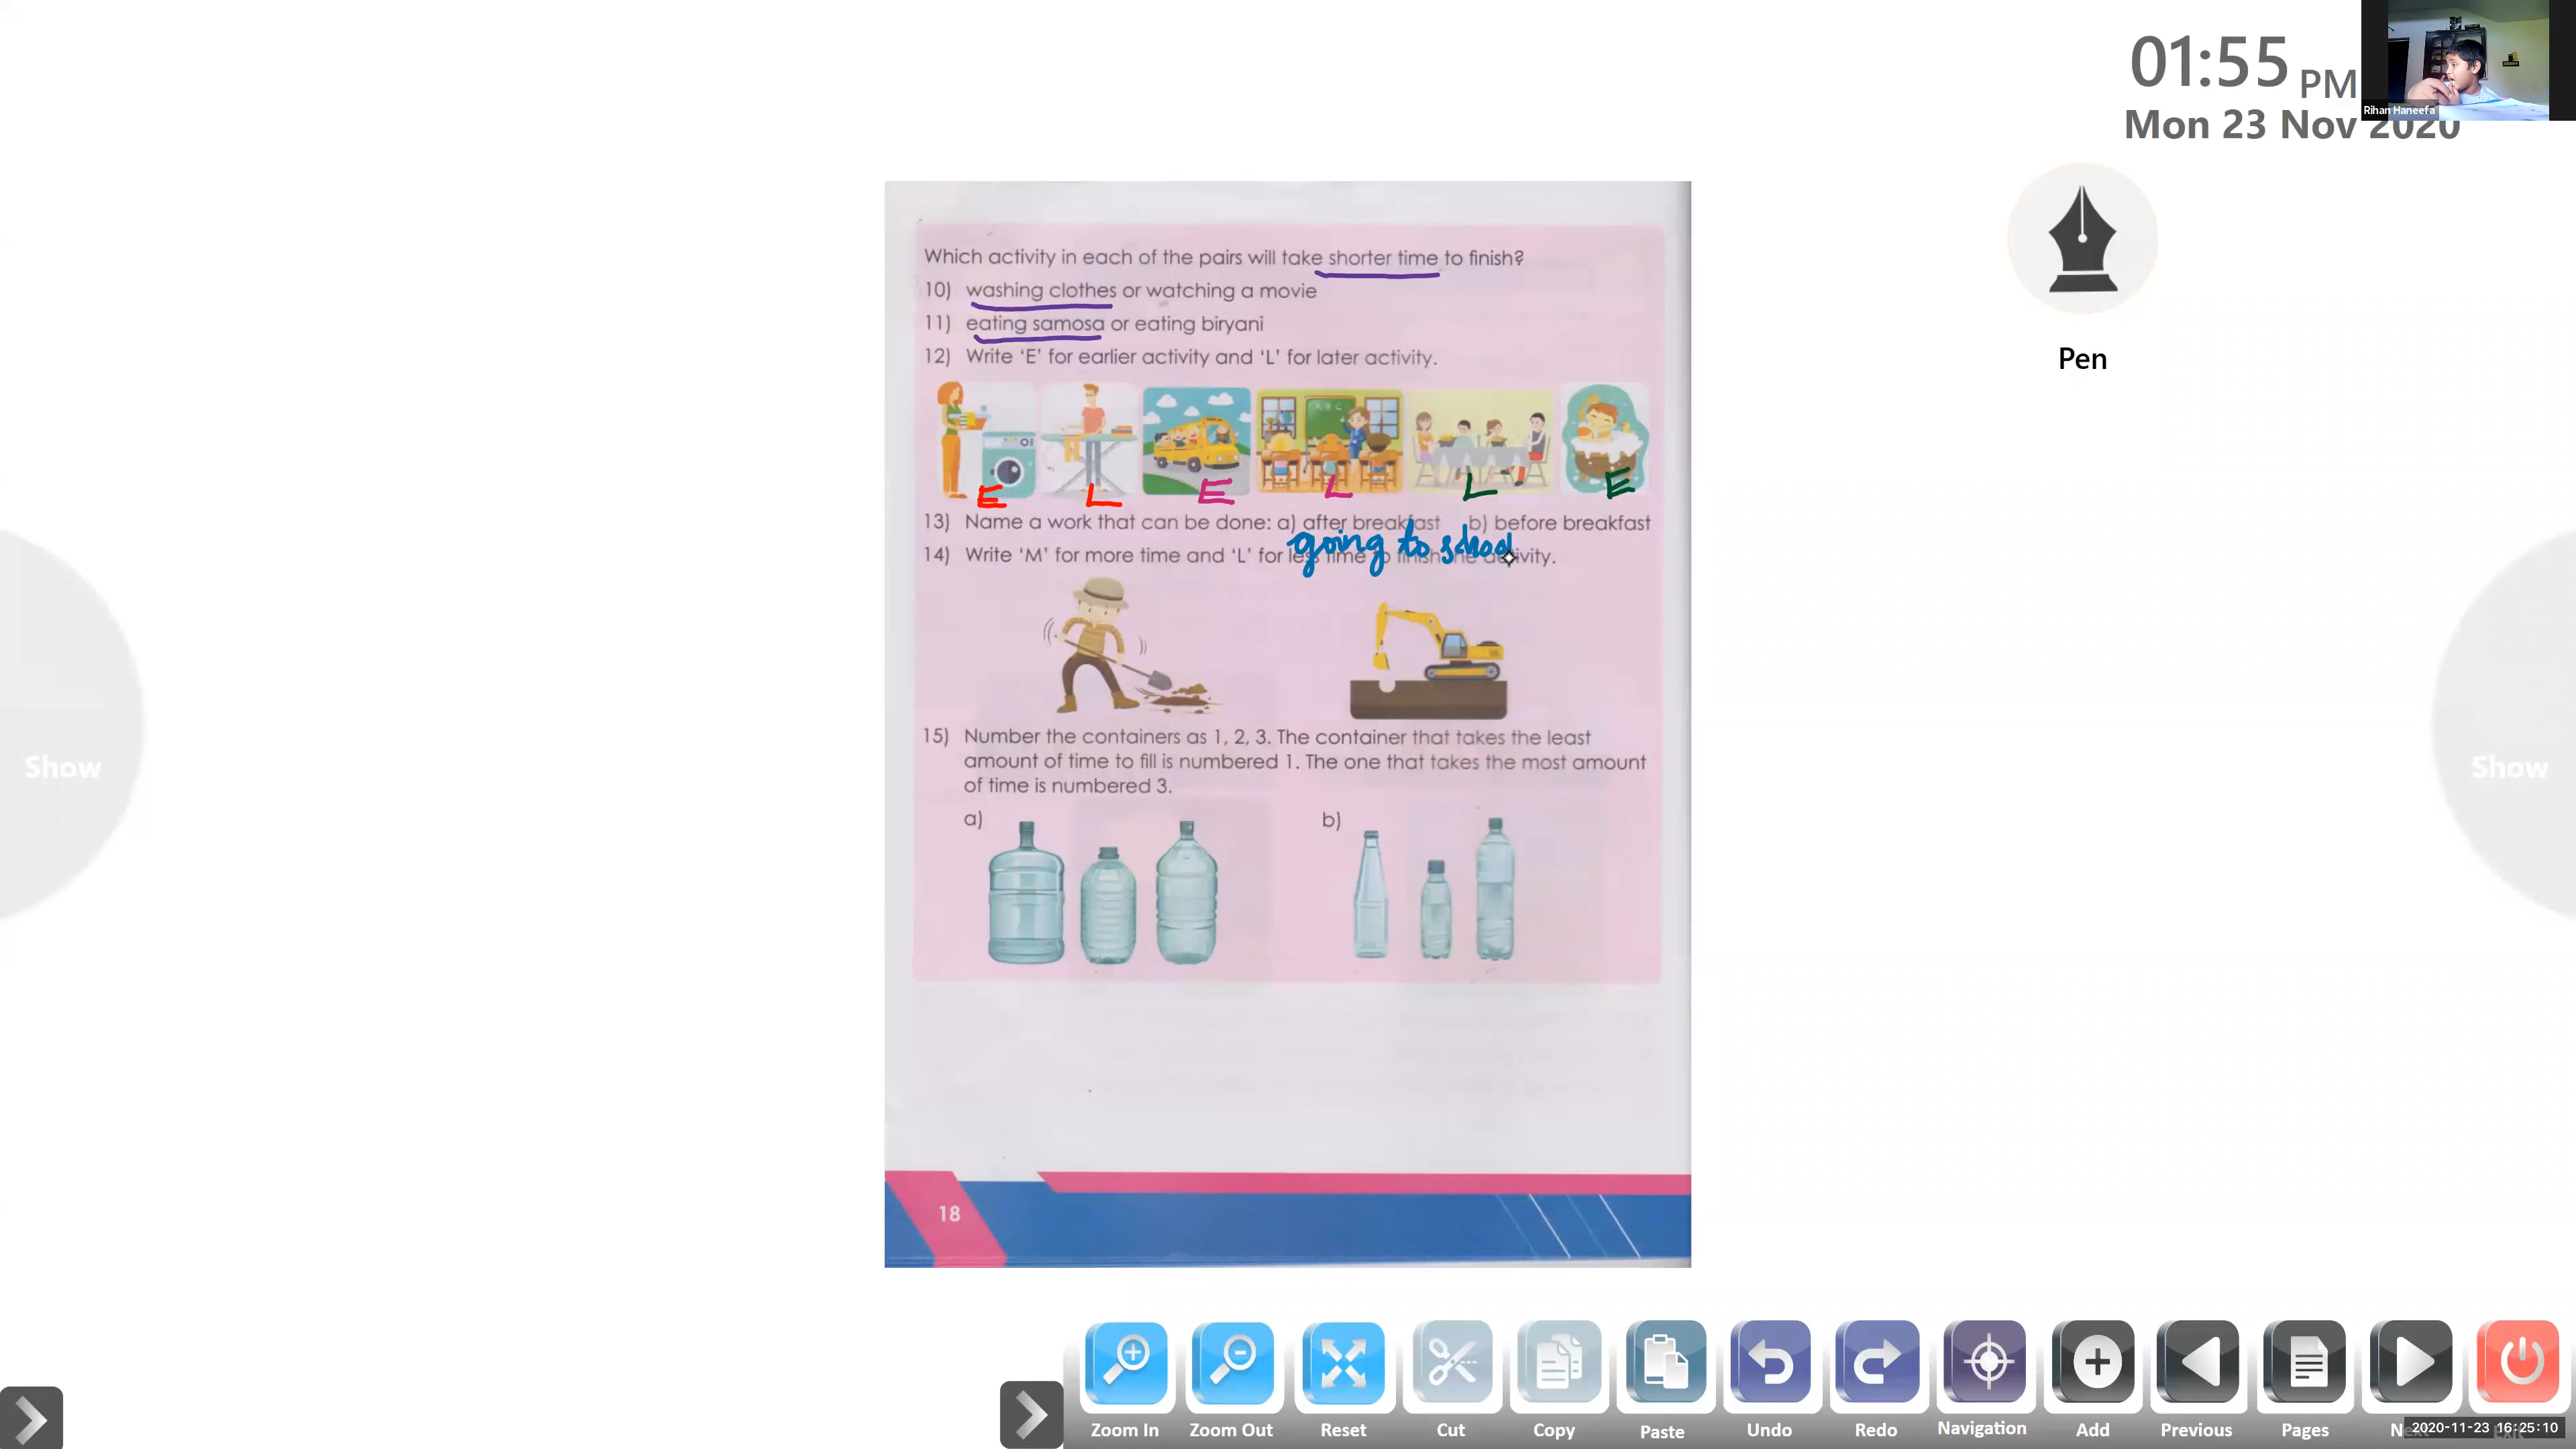 01:55 PM
Rihan Haneefa
Mon 23 Nov 2020
Pen
Which activity in each of the pairs will take shorter time to finish?
10) washing clothes or watching a movie
11) eating samosa or eating biryani
12) Write 'E' for earlier activity and 'L' for later activity.
A B C
E L E L L E
13) Name a work that can be done: a) after breakfast b) before breakfast
going to school
14) Write 'M' for more time and 'L' for less time to finish the activity.
15) Number the containers as 1, 2, 3. The container that takes the least
amount of time to fill is numbered 1. The one that takes the most amount
of time is numbered 3.
a) b)
Show Show
18
Zoom In Zoom Out Reset Cut Copy Paste Undo Redo Navigation Add Previous Pages
2020-11-23 16:25:10